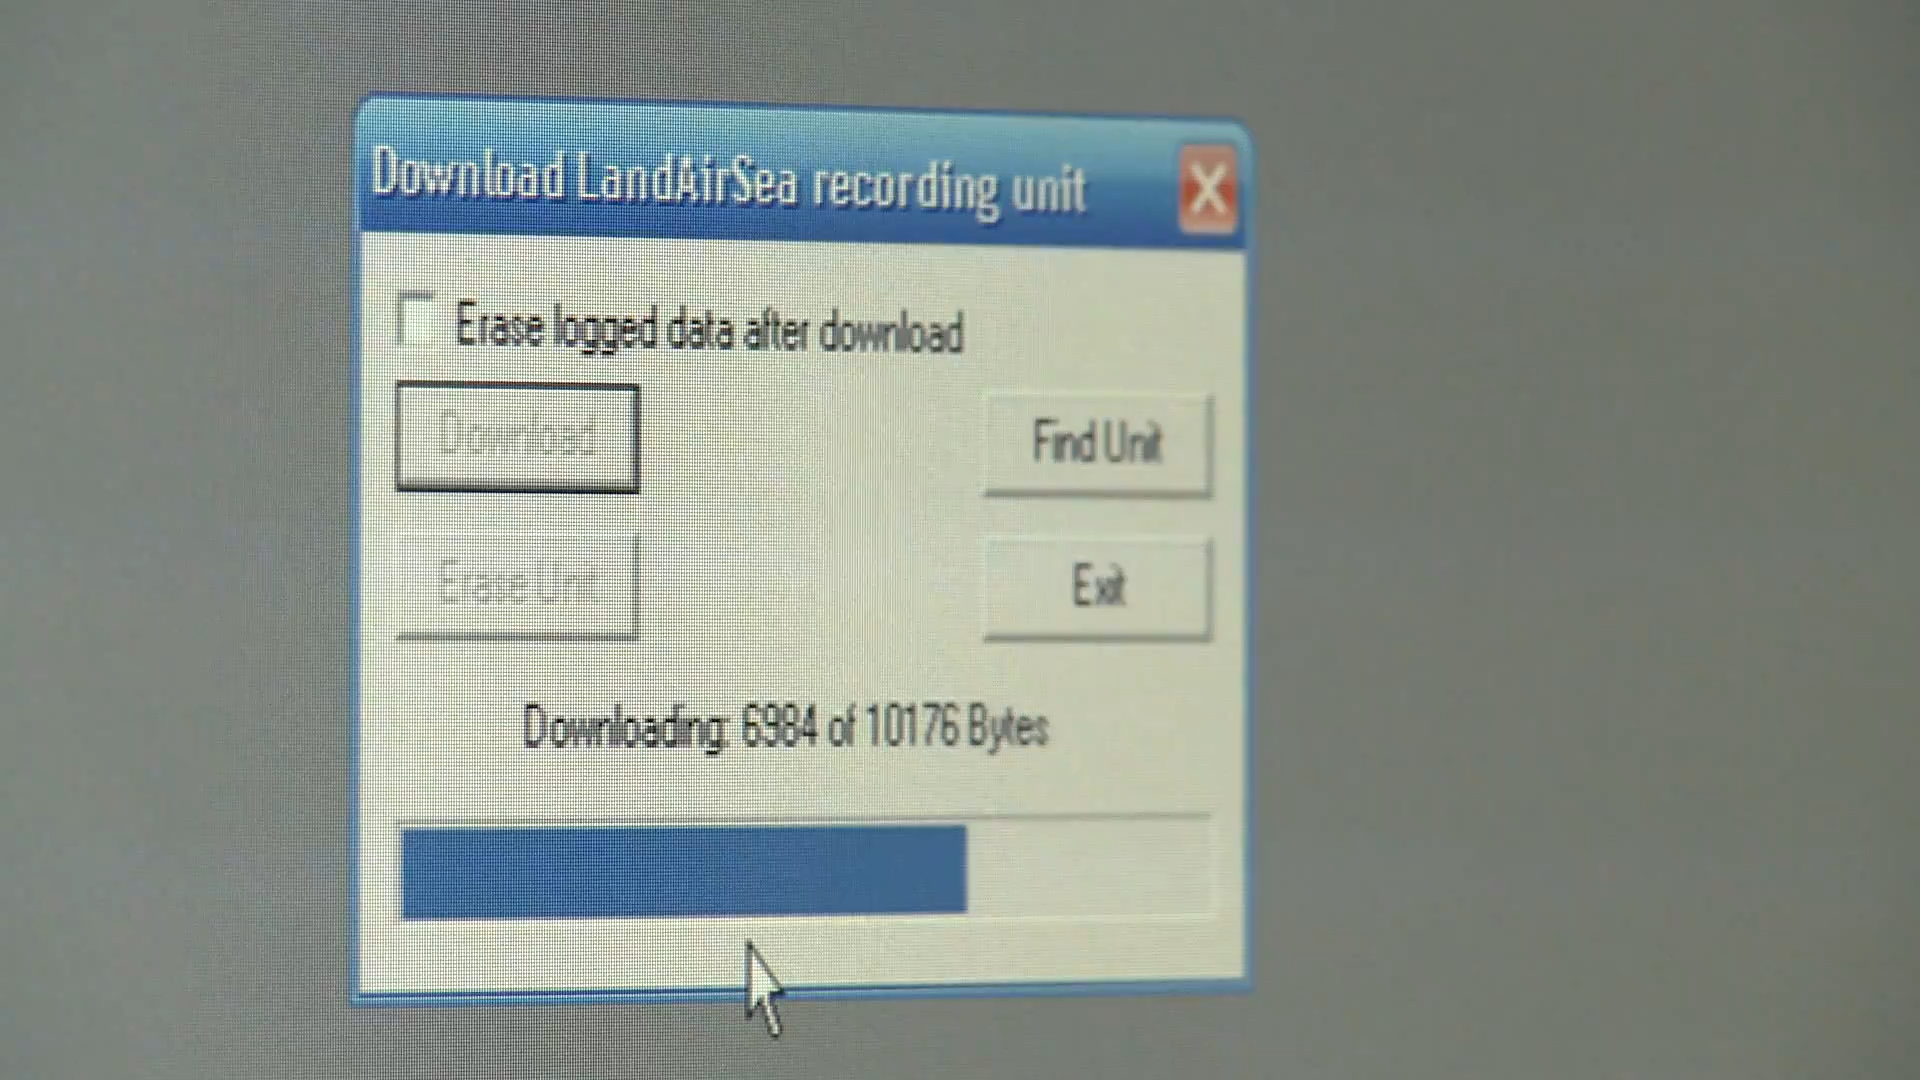 Download LandAirSea recording unit
Erase logged data after download
Download
Find Unit
Erase Unit
Exit
Downloading: 6984 of 10176 Bytes